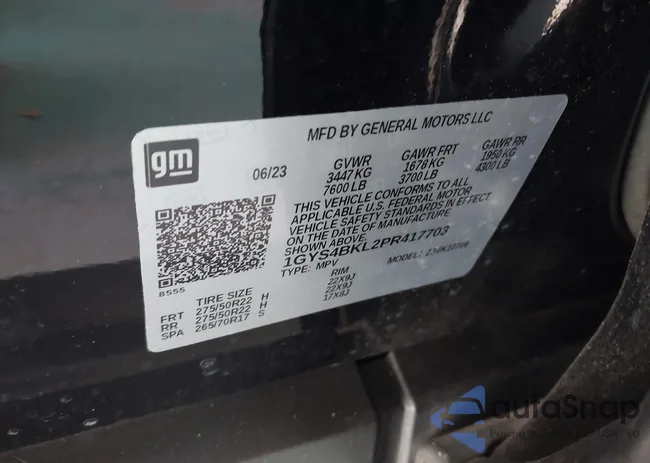 gm
MFD BY GENERAL MOTORS LLC
06/23
GVWR
3447 KG
7600 LB
GAWR FRT
1678 KG
3700 LB
GAWR RR
1950 KG
4300 LB
THIS VEHICLE CONFORMS TO ALL
APPLICABLE U.S. FEDERAL MOTOR
VEHICLE SAFETY STANDARDS IN EFFECT
ON THE DATE OF MANUFACTURE
SHOWN ABOVE.
1GYS4BKL2PR417703
TYPE: MPV
MODEL:
8555
TIRE SIZE
RIM
FRT 275/50R22 H 22X9J
RR 275/50R22 H 22X9J
SPA 265/70R17 S 17X8J
autoSnap